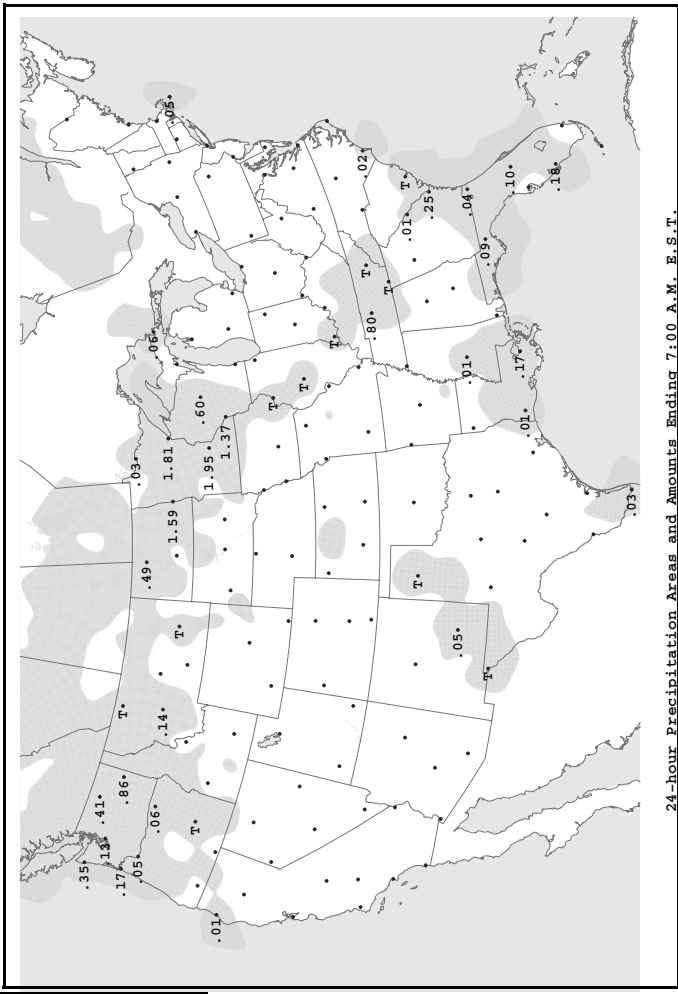 .35
.41
.13
.17
.86
T
.05
.03
.49
.06
.06
.14
1.81
.05
1.59
T
T
.60
1.95
.01
1.37
T
T
T
.02
T
.80
T
T
.01
T
.25
.05
.01
.04
.09
T
.10
.17
.01
.18
.03
24-hour Precipitation Areas and Amounts Ending 7:00 A.M. E.S.T.